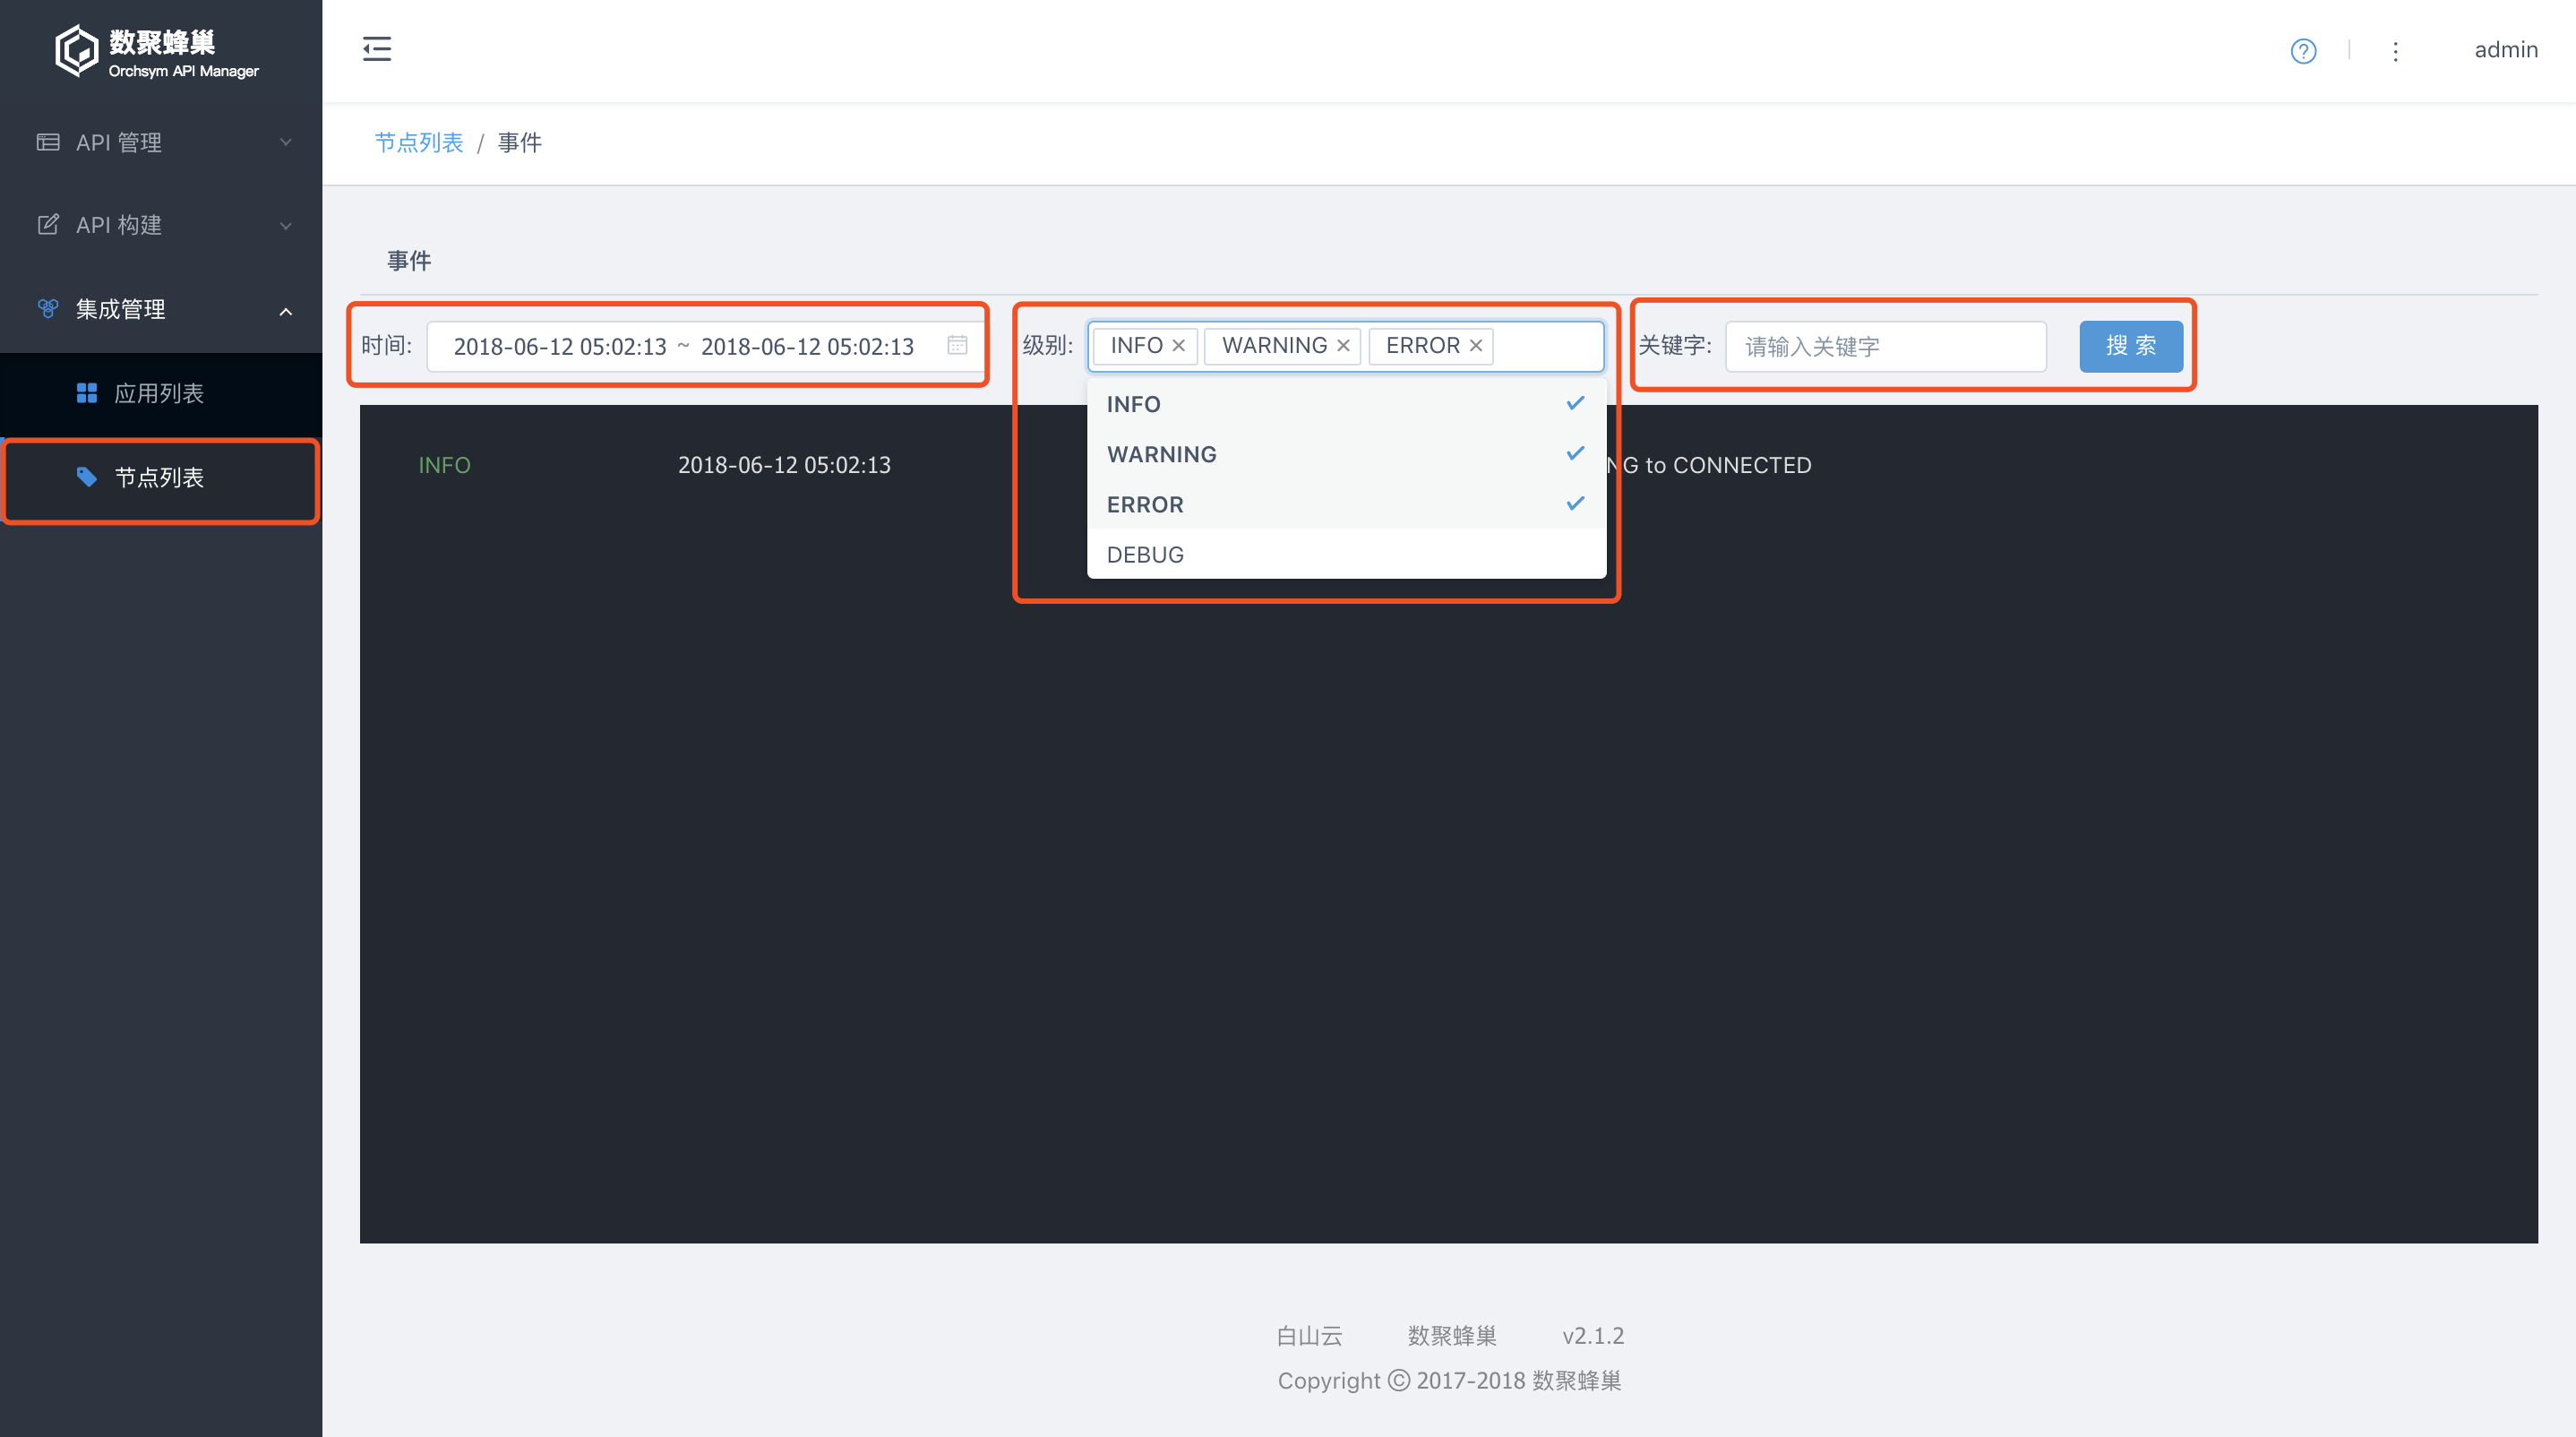 数聚蜂巢
Orchsym API Manager
admin
API 管理
API 构建
集成管理
应用列表
节点列表
节点列表 / 事件
事件
时间: 2018-06-12 05:02:13 ~ 2018-06-12 05:02:13
级别: INFO WARNING ERROR
关键字: 请输入关键字 搜 索
INFO
WARNING
ERROR
DEBUG
INFO 2018-06-12 05:02:13 to CONNECTED
白山云 数聚蜂巢 v2.1.2
Copyright © 2017-2018 数聚蜂巢